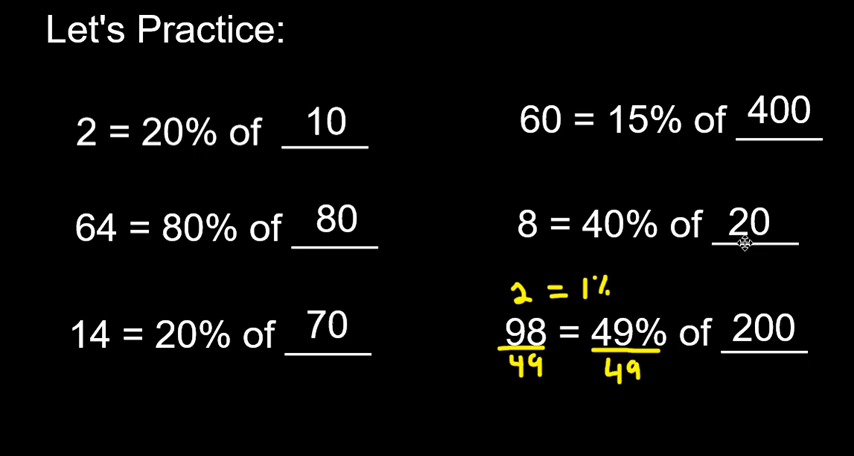 Let's Practice:
2 = 20% of 10
64 = 80% of 80
14 = 20% of 70
60 = 15% of 400
8 = 40% of 20
2 = 1%
98 = 49% of 200
49 49